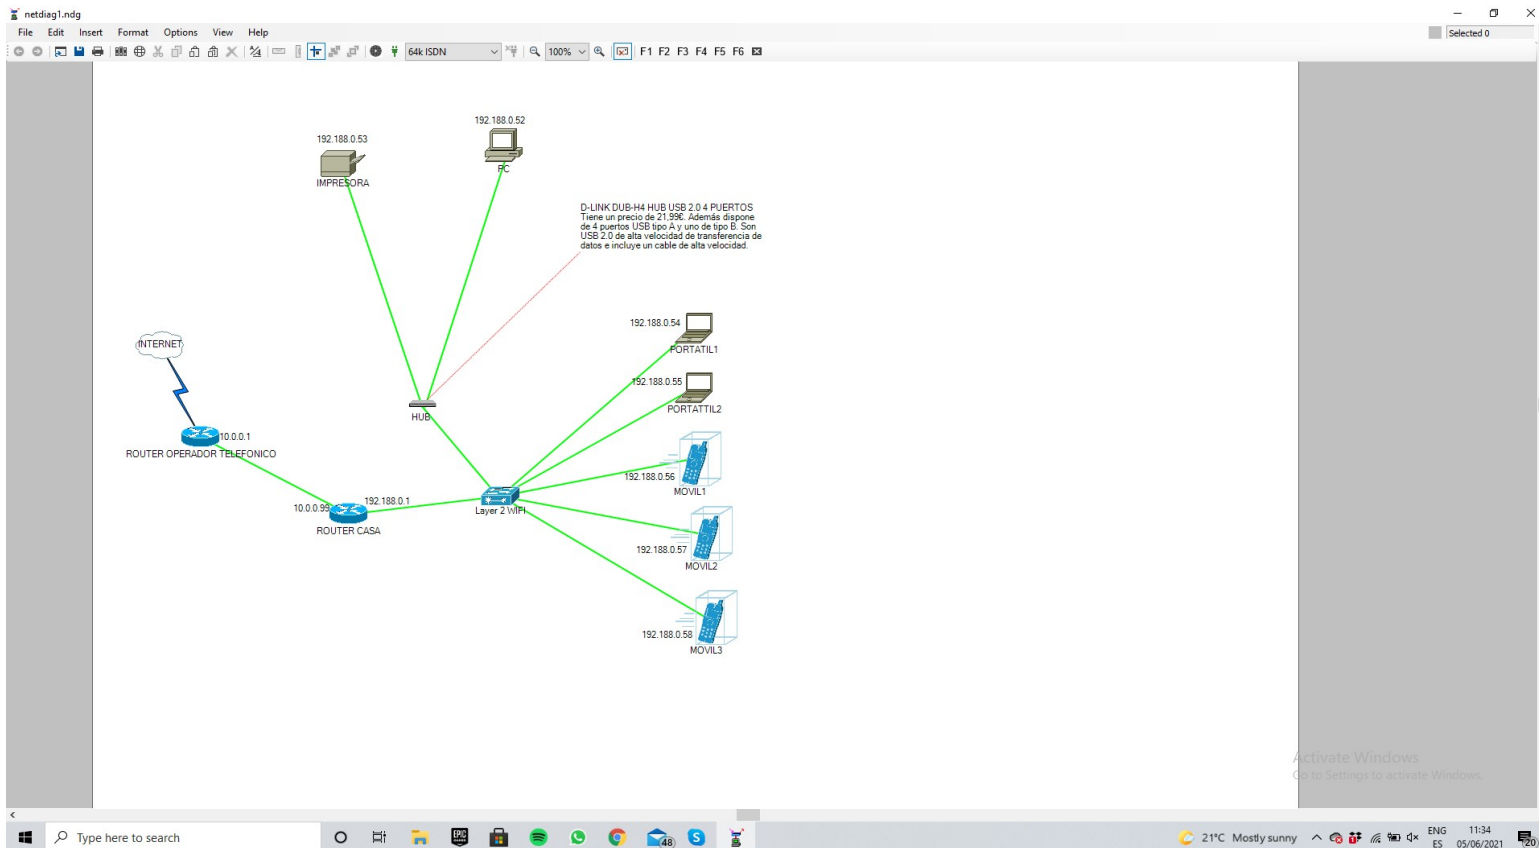 netdiag1.ndg
File Edit Insert Format Options View Help
Selected 0
64k ISDN
100%
F1 F2 F3 F4 F5 F6
192.188.0.52
192.188.0.53
PC
IMPRESORA
D-LINK DUB-H4 HUB USB 2.0 4 PUERTOS
Tiene un precio de 21,99€. Además dispone
de 4 puertos USB tipo A y uno de tipo B. Son
USB 2.0 de alta velocidad de transferencia de
datos e incluye un cable de alta velocidad.
192.188.0.54
INTERNET
PORTATIL1
192.188.0.55
PORTATTIL2
HUB
10.0.0.1
ROUTER OPERADOR TELEFONICO
192.188.0.56
MOVIL1
192.188.0.1
10.0.0.99
Layer 2 WIFI
ROUTER CASA
192.188.0.57
MOVIL2
192.188.0.58
MOVIL3
Activate Windows
Go to Settings to activate Windows.
Type here to search
EPIC
GAMES
48
21°C Mostly sunny
ENG
ES
11:34
05/06/2021
20